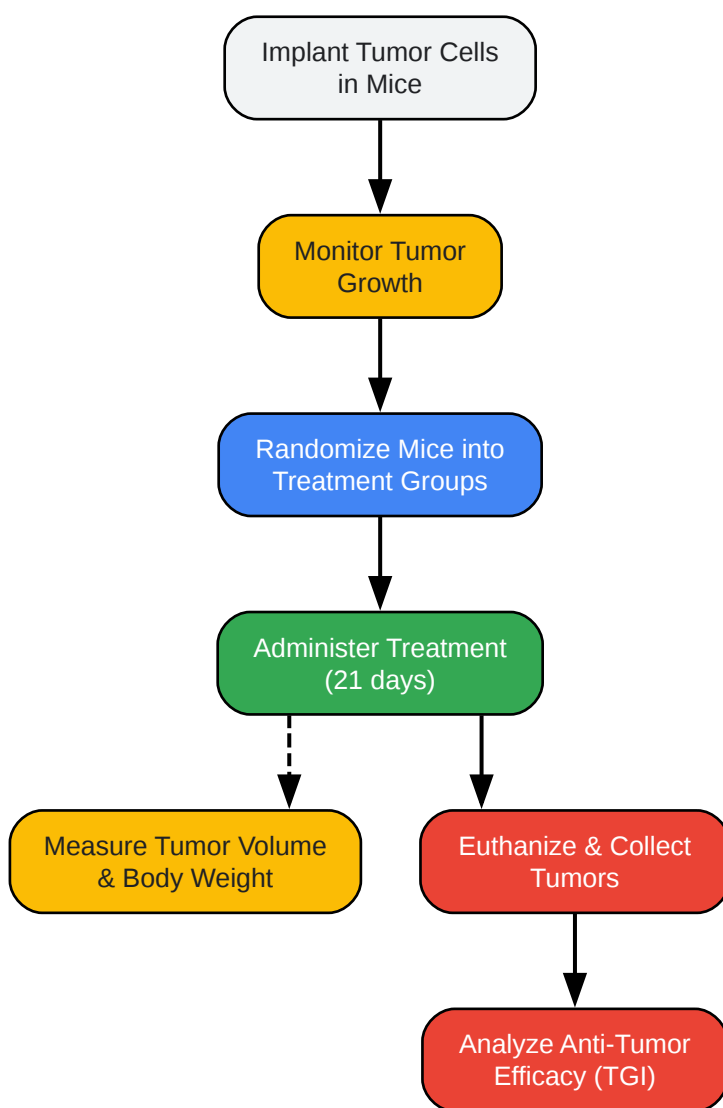 Implant Tumor Cells
in Mice
Monitor Tumor
Growth
Randomize Mice into
Treatment Groups
Administer Treatment
(21 days)
Measure Tumor Volume
& Body Weight
Euthanize & Collect
Tumors
Analyze Anti-Tumor
Efficacy (TGI)